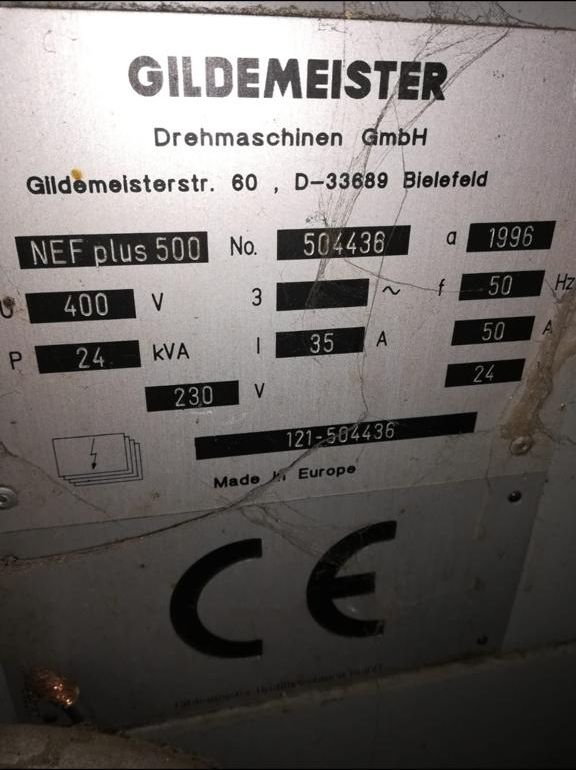 GILDEMEISTER
Drehmaschinen GmbH
Gildemeisterstr. 60 , D-33689 Bielefeld
NEF plus 500 No. 504436 a 1996
U 400 V 3 ~ f 50 Hz
P 24 kVA I 35 A 50 A
230 V 24
121-504436
Made in Europe
CE